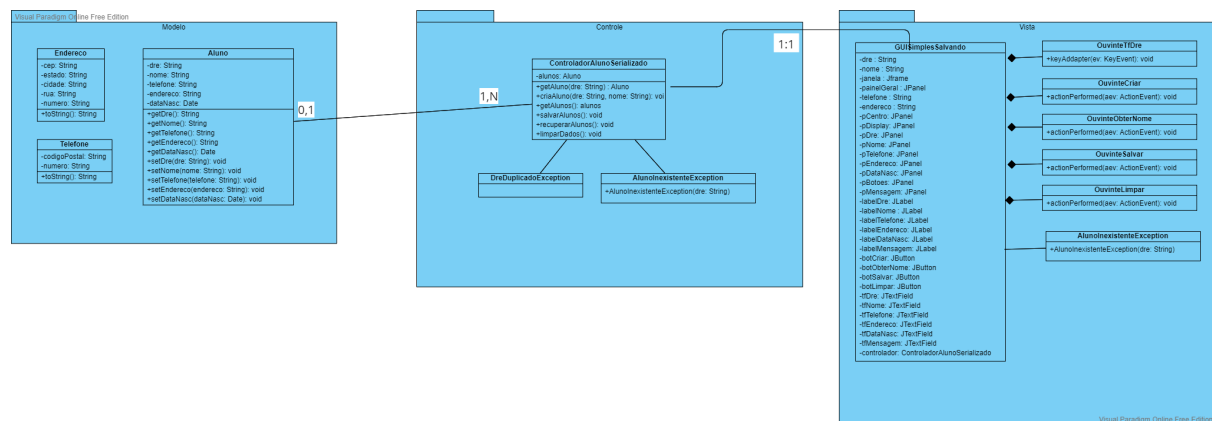 Visual Paradigm Online Free Edition
Modelo
Endereco
-cep: String
-estado: String
-cidade: String
-rua: String
-numero: String
+toString(): String
Telefone
-codigoPostal: String
-numero: String
+toString(): String
Aluno
-dre: String
-nome: String
-telefone: String
-endereco: String
-dataNasc: Date
+getDre(): String
+getNome(): String
+getTelefone(): String
+getEndereco(): String
+getDataNasc(): Date
+setDre(dre: String): void
+setNome(nome: String): void
+setTelefone(telefone: String): void
+setEndereco(endereco: String): void
+setDataNasc(dataNasc: Date): void
0,1
1,N
Controle
ControladorAlunoSerializado
-alunos: Aluno
+getAluno(dre: String) : Aluno
+criaAluno(dre: String, nome: String): voi
+getAlunos(): alunos
+salvarAlunos(): void
+recuperarAlunos(): void
+limparDados(): void
DreDuplicadoException
AlunoInexistenteException
+AlunoInexistenteException(dre: String)
1:1
Vista
GUISimplesSalvando
-dre : String
-nome : String
-janela : Jframe
-painelGeral : JPanel
-telefone : String
-endereco : String
-pCentro: JPanel
-pDisplay: JPanel
-pDre: JPanel
-pNome: JPanel
-pTelefone: JPanel
-pEndereco: JPanel
-pDataNasc: JPanel
-pBotoes: JPanel
-pMensagem: JPanel
-labelDre: JLabel
-labelNome : JLabel
-labelTelefone: JLabel
-labelEndereco: JLabel
-labelDataNasc: JLabel
-labelMensagem: JLabel
-botCriar: JButton
-botObterNome: JButton
-botSalvar: JButton
-botLimpar: JButton
-tfDre: JTextField
-tfNome: JTextField
-tfTelefone: JTextField
-tfEndereco: JTextField
-tfDataNasc: JTextField
-tfMensagem: JTextField
-controlador: ControladorAlunoSerializado
OuvinteTfDre
+keyAddapter(ev: KeyEvent): void
OuvinteCriar
+actionPerformed(aev: ActionEvent): void
OuvinteObterNome
+actionPerformed(aev: ActionEvent): void
OuvinteSalvar
+actionPerformed(aev: ActionEvent): void
OuvinteLimpar
+actionPerformed(aev: ActionEvent): void
AlunoInexistenteException
+AlunoInexistenteException(dre: String)
Visual Paradigm Online Free Edition